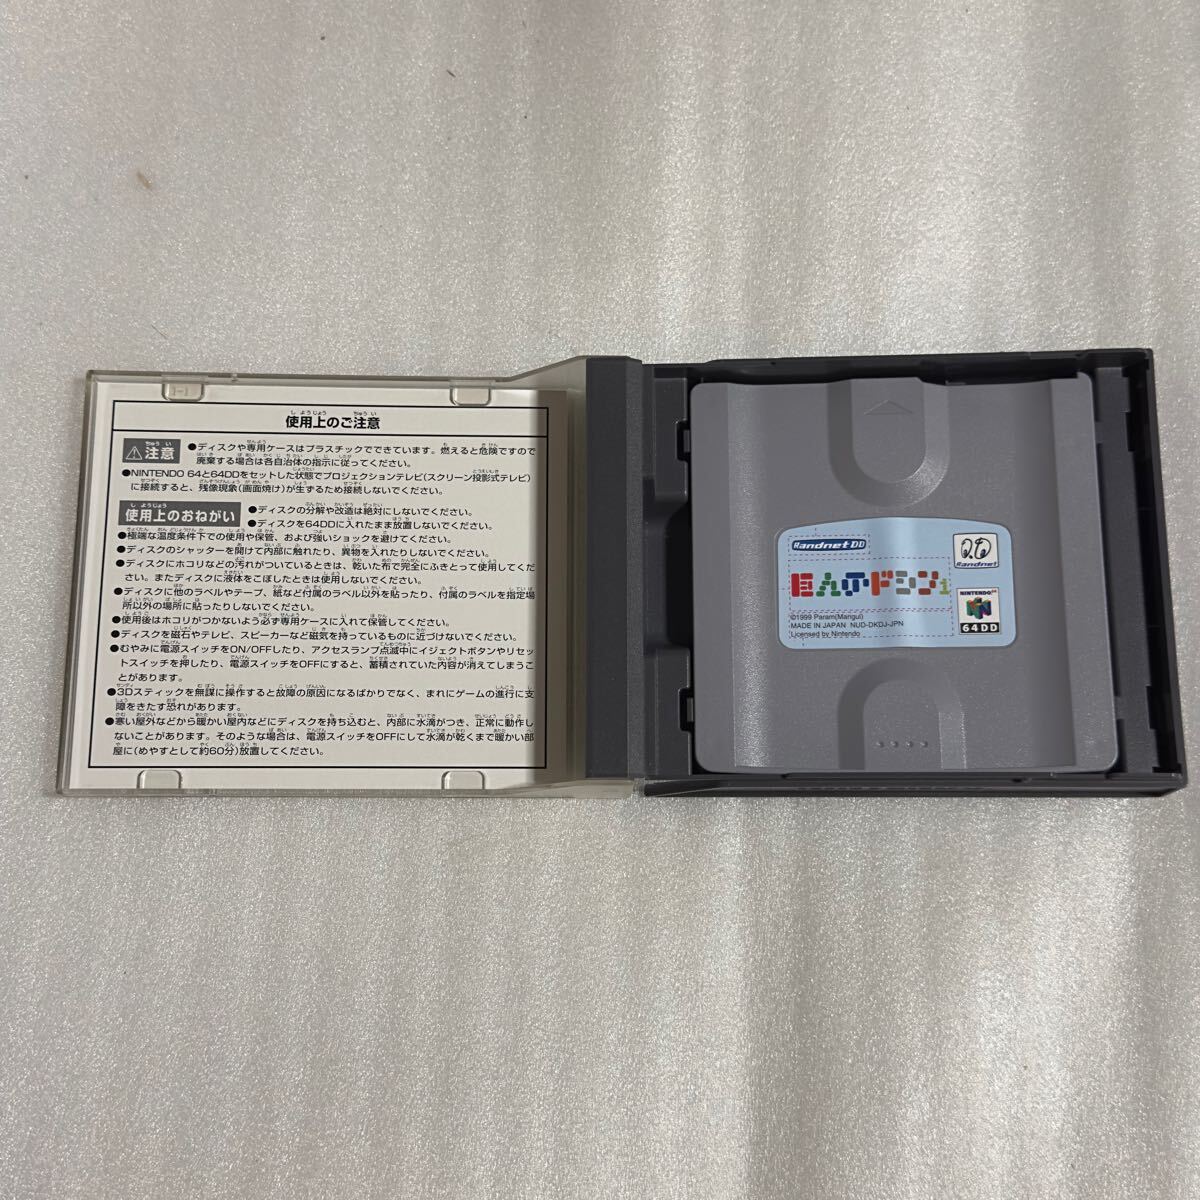 使用上のご注意
注意
●ディスクや専用ケースはプラスチックでできています。燃えると危険ですので
廃棄する場合は各自治体の指示に従ってください。
●NINTENDO 64と64DDをセットした状態でプロジェクションテレビ(スクリーン投影式テレビ)
に接続すると、残像現象(画面焼け)が生ずるため接続しないでください。
使用上のおねがい
●ディスクの分解や改造は絶対にしないでください。
●ディスクを64DDに入れたまま放置しないでください。
●極端な温度条件下での使用や保管、および強いショックを避けてください。
●ディスクのシャッターを開けて内部に触れたり、異物を入れたりしないでください。
●ディスクにホコリなどの汚れがついているときは、乾いた布で完全にふきとって使用してくださ
い。またディスクに液体をこぼしたときは使用しないでください。
●ディスクに他のラベルやテープ、紙など付属のラベル以外を貼ったり、付属のラベルを指定場
所以外の場所に貼ったりしないでください。
●使用後はホコリがつかないよう必ず専用ケースに入れて保管してください。
●ディスクを磁石やテレビ、スピーカーなど磁気を持っているものに近づけないでください。
●むやみに電源スイッチをON/OFFしたり、アクセスランプ点滅中にイジェクトボタンやリセッ
トスイッチを押したり、電源スイッチをOFFにすると、蓄積されていた内容が消えてしまうこ
とがあります。
●3Dスティックを無謀に操作すると故障の原因になるばかりでなく、まれにゲームの進行に支
障をきたす恐れがあります。
●寒い屋外などから暖かい屋内などにディスクを持ち込むと、内部に水滴がつき、正常に動作し
ないことがあります。そのような場合は、電源スイッチをOFFにして水滴が乾くまで暖かい部
屋に(めやすとして約60分)放置してください。
RandnetDD
Randnet
巨人のドシン1
©1999 Param(Marigul)
MADE IN JAPAN NUD-DKDJ-JPN
Licensed by Nintendo
NINTENDO64
64DD